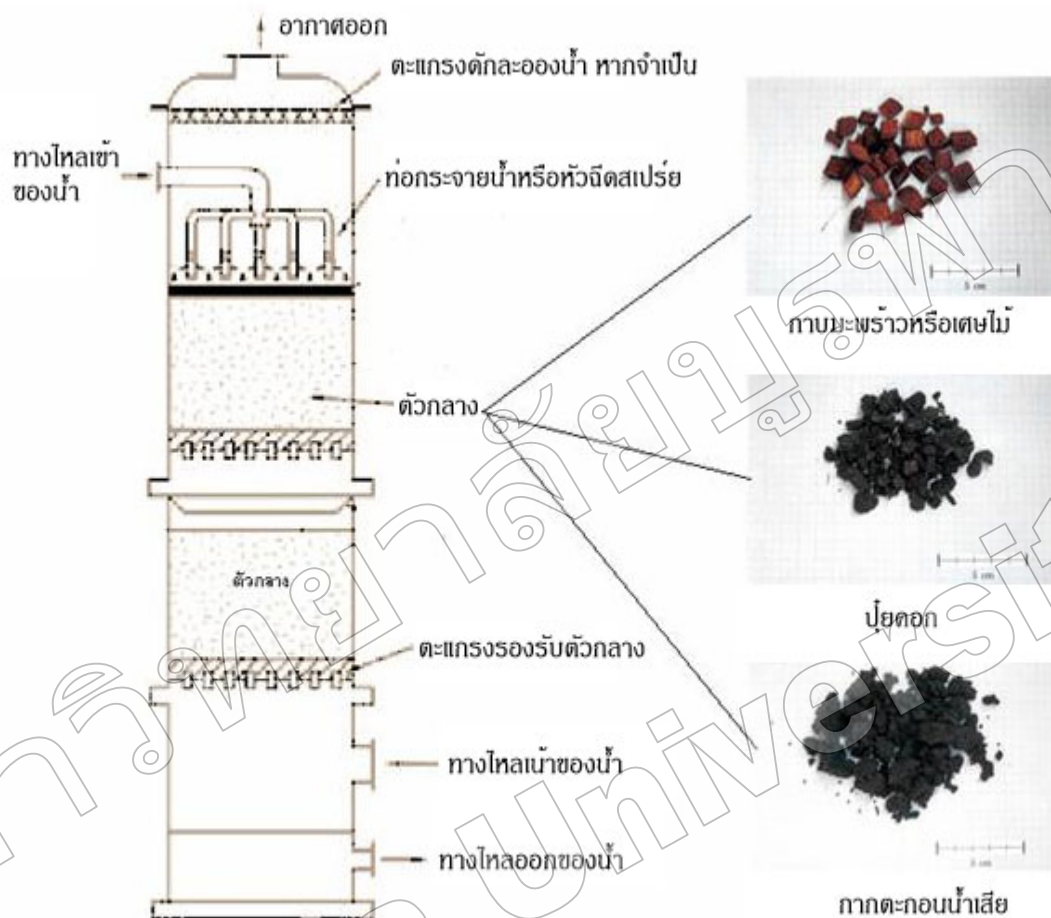 อากาศออก
ตะแกรงดักละอองน้ำ หากจำเป็น
ทางไหลเข้า
ของน้ำ
ท่อกระจายน้ำหรือหัวฉีดสเปร์ย
5 cm
กาบมะพร้าวหรือเศษไม้
ตัวกลาง
5 cm
ปุ๋ยคอก
ตัวกลาง
ตะแกรงรองรับตัวกลาง
ทางไหลเน้าของน้ำ
ทางไหลออกของน้ำ
5 cm
กากตะกอนน้ำเสีย